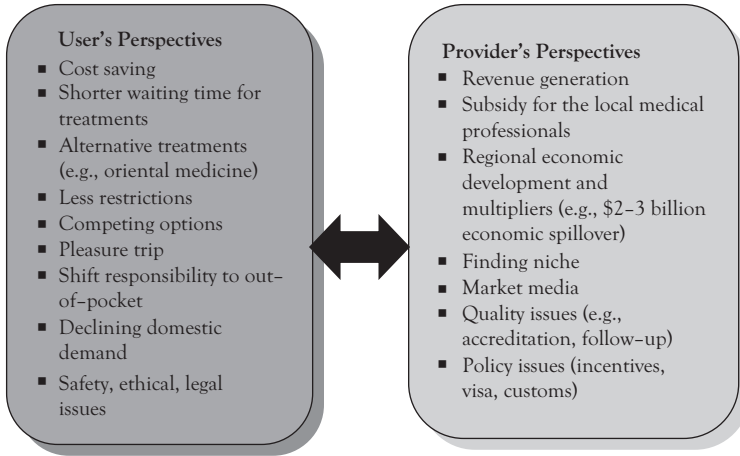 User's Perspectives
▪ Cost saving
▪ Shorter waiting time for
treatments
▪ Alternative treatments
(e.g., oriental medicine)
▪ Less restrictions
▪ Competing options
▪ Pleasure trip
▪ Shift responsibility to out–
of–pocket
▪ Declining domestic
demand
▪ Safety, ethical, legal
issues
Provider's Perspectives
▪ Revenue generation
▪ Subsidy for the local medical
professionals
▪ Regional economic
development and
multipliers (e.g., $2–3 billion
economic spillover)
▪ Finding niche
▪ Market media
▪ Quality issues (e.g.,
accreditation, follow–up)
▪ Policy issues (incentives,
visa, customs)